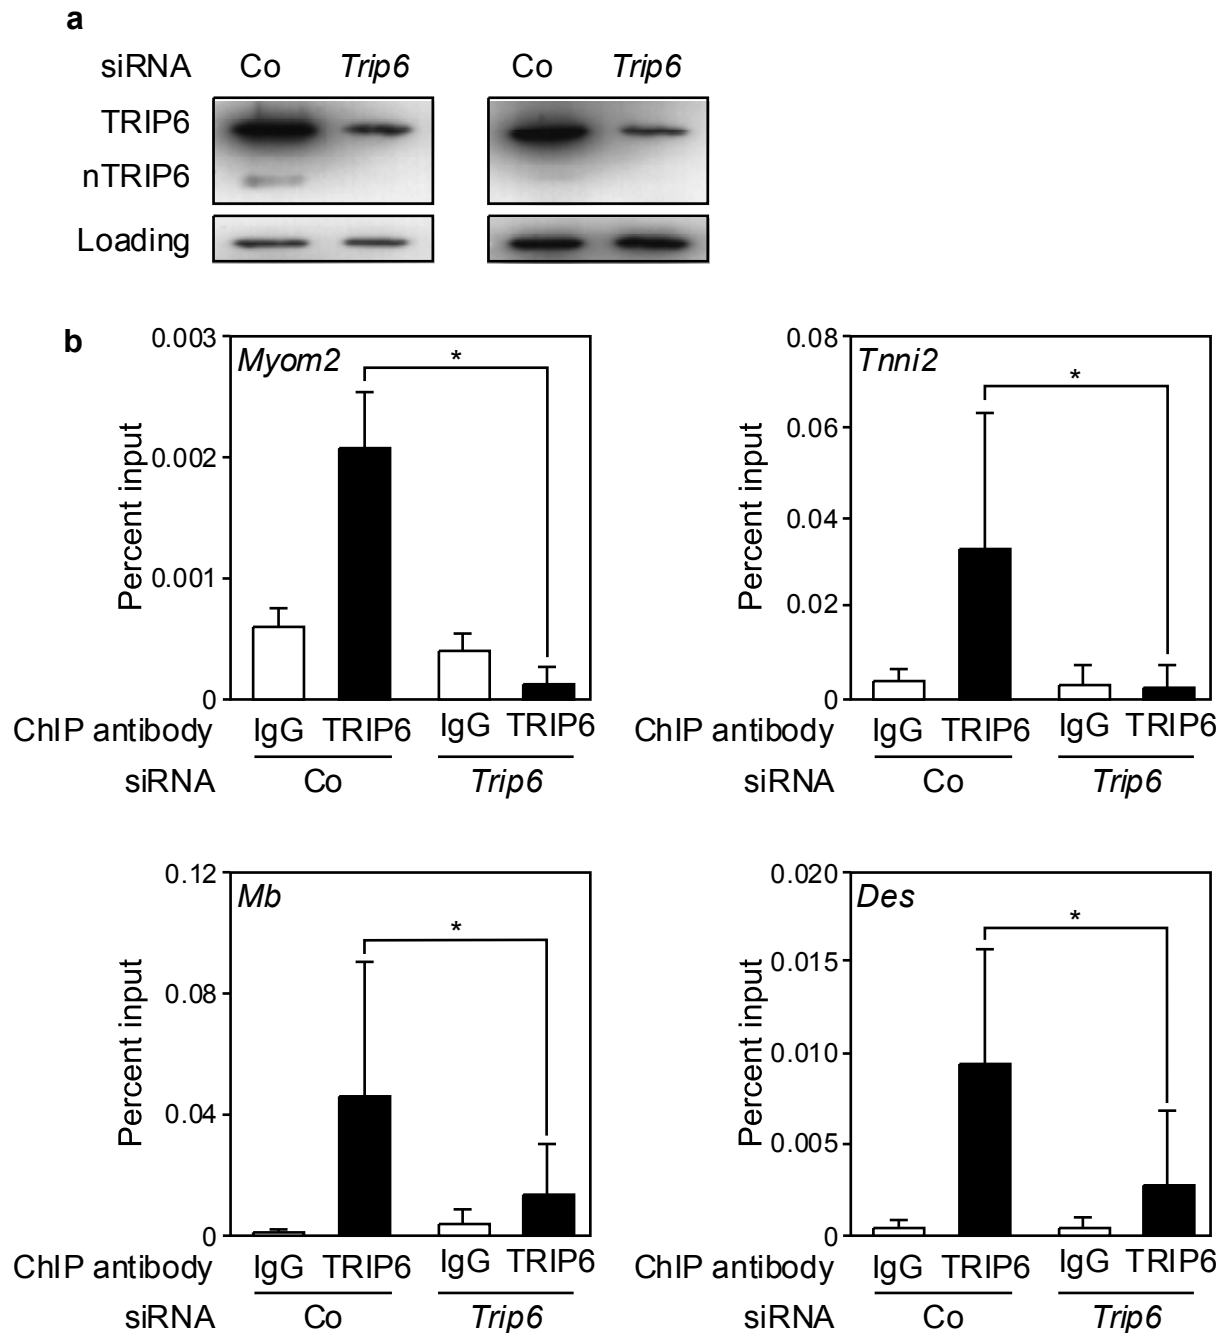 a
siRNA Co Trip6 Co Trip6
TRIP6
nTRIP6
Loading
b
Myom2
*
Percent input
0.003
0.002
0.001
0
ChIP antibody IgG TRIP6 IgG TRIP6
siRNA Co Trip6
Tnni2
*
Percent input
0.08
0.06
0.04
0.02
0
ChIP antibody IgG TRIP6 IgG TRIP6
siRNA Co Trip6
Mb
*
Percent input
0.12
0.08
0.04
0
ChIP antibody IgG TRIP6 IgG TRIP6
siRNA Co Trip6
Des
*
Percent input
0.020
0.015
0.010
0.005
0
ChIP antibody IgG TRIP6 IgG TRIP6
siRNA Co Trip6